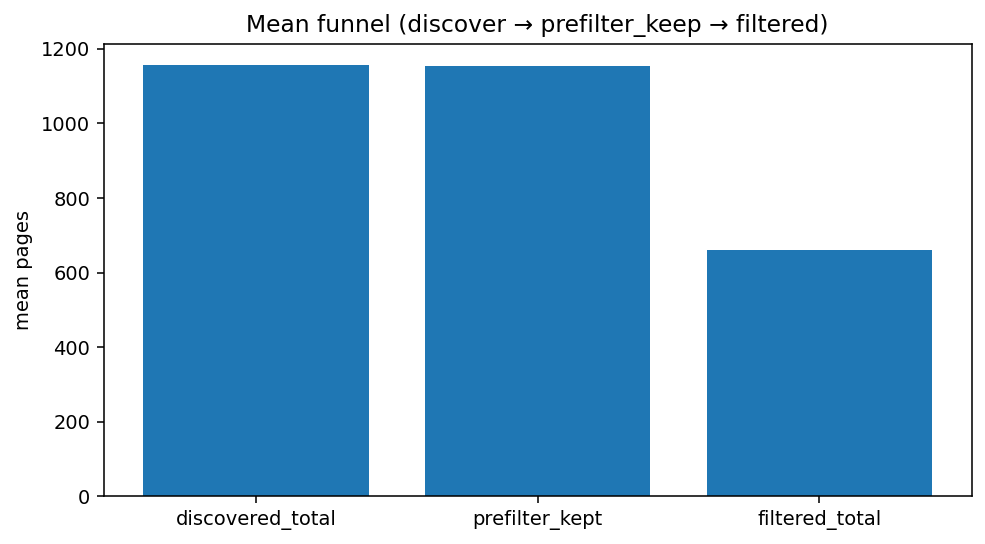 Mean funnel (discover → prefilter_keep → filtered)
1200
1000
800
600
400
200
0
mean pages
discovered_total
prefilter_kept
filtered_total